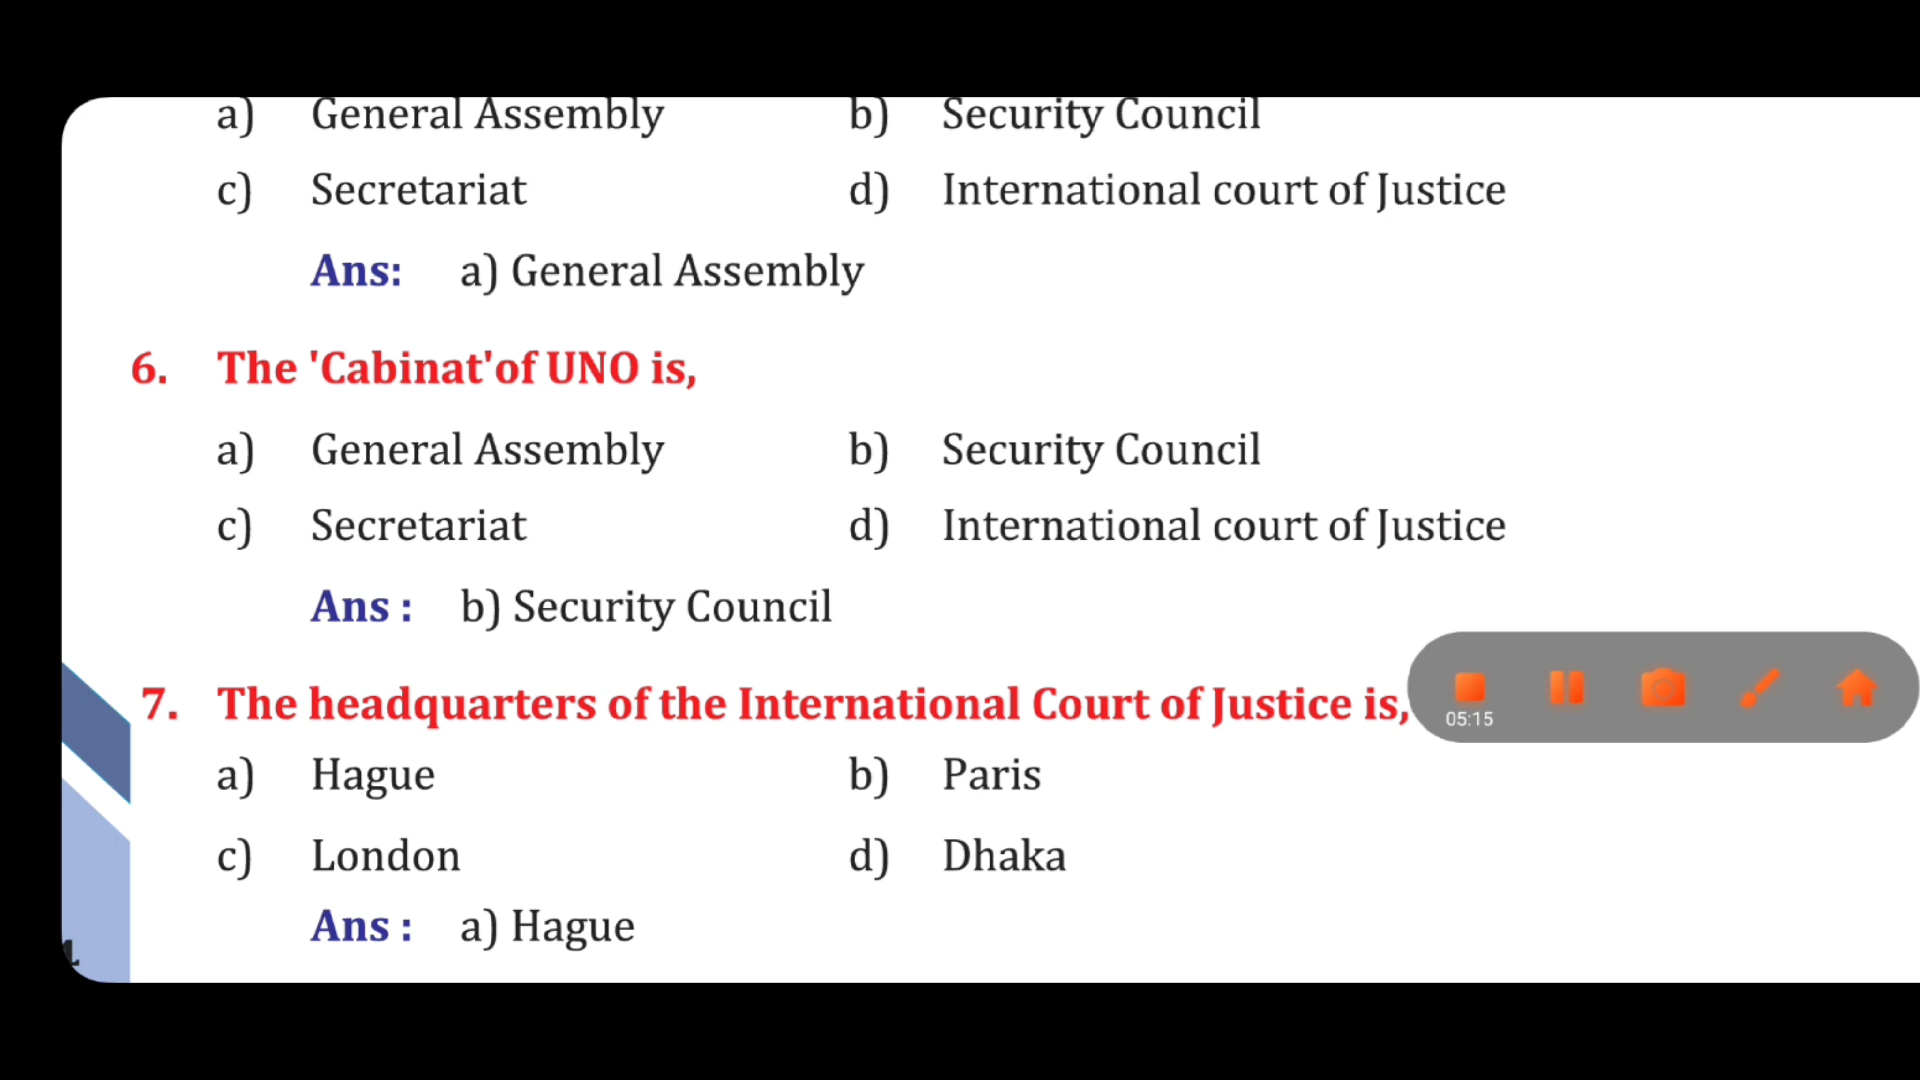 a) General Assembly b) Security Council
c) Secretariat d) International court of Justice
Ans: a) General Assembly
6. The 'Cabinat'of UNO is,
a) General Assembly b) Security Council
c) Secretariat d) International court of Justice
Ans : b) Security Council
7. The headquarters of the International Court of Justice is,
05:15
a) Hague b) Paris
c) London d) Dhaka
Ans : a) Hague